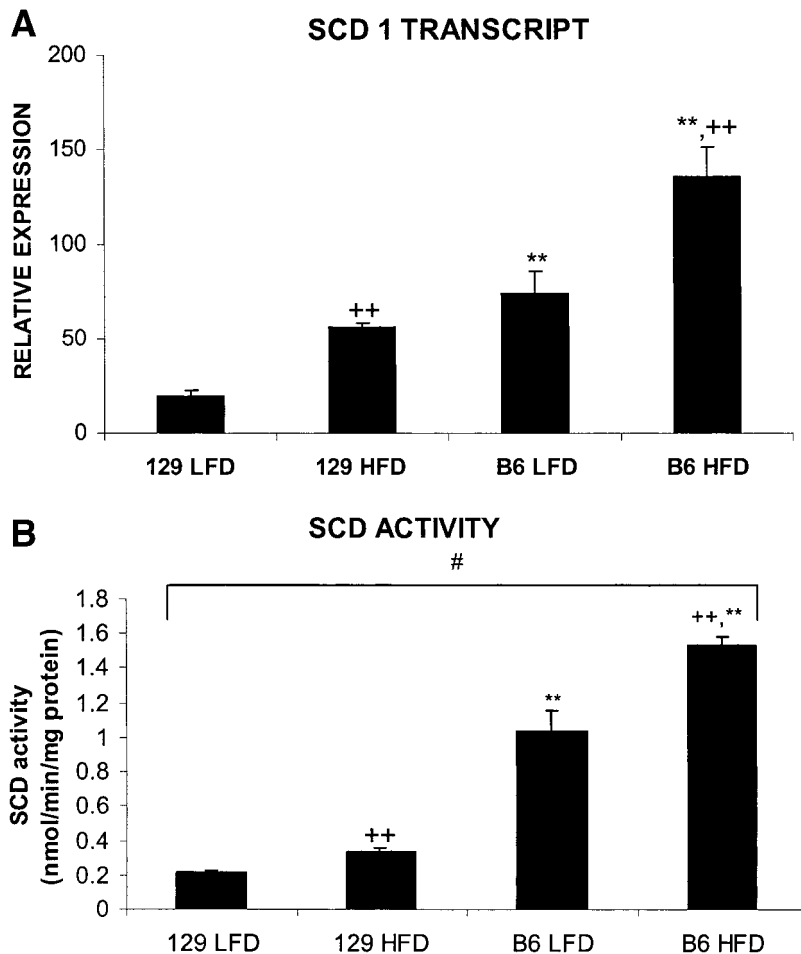 A
SCD 1 TRANSCRIPT
RELATIVE EXPRESSION
200
150
100
50
0
++
**
**,++
129 LFD 129 HFD B6 LFD B6 HFD
B
SCD ACTIVITY
#
SCD activity
(nmol/min/mg protein)
1.8
1.6
1.4
1.2
1
0.8
0.6
0.4
0.2
0
++
**
++,**
129 LFD 129 HFD B6 LFD B6 HFD